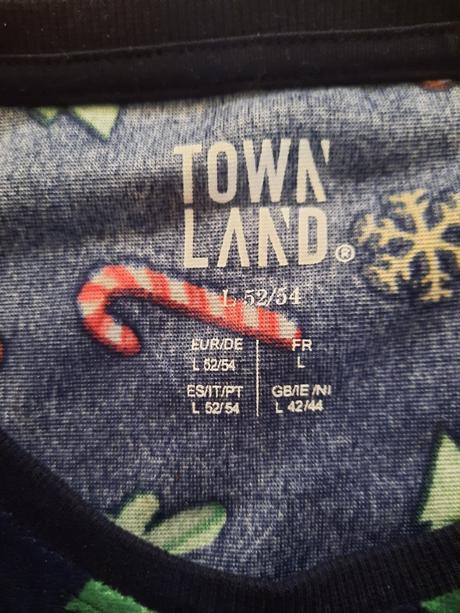 TOWN
LAND®
L 52/54
EUR/DE
L 52/54
FR
L
ES/IT/PT
L 52/54
GB/IE/NI
L 42/44